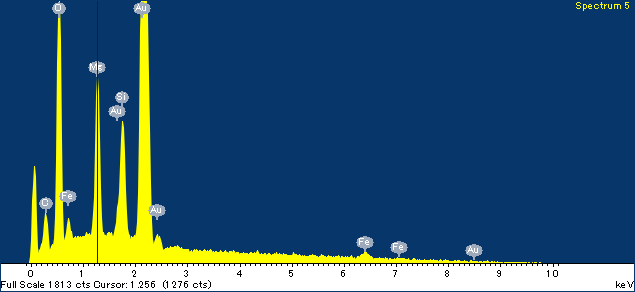 Spectrum 5
O
Au
Mg
Si
Au
Fe
Au
Fe
Fe
Au
0 1 2 3 4 5 6 7 8 9 10
Full Scale 1813 cts Cursor: 1.256 (1276 cts)
keV